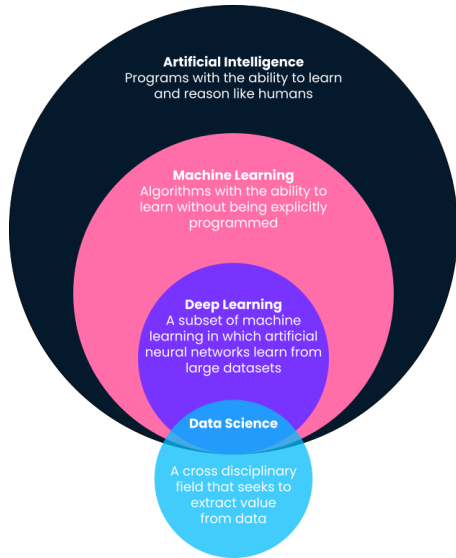 Artificial Intelligence
Programs with the ability to learn
and reason like humans
Machine Learning
Algorithms with the ability to
learn without being explicitly
programmed
Deep Learning
A subset of machine
learning in which artificial
neural networks learn from
large datasets
Data Science
A cross disciplinary
field that seeks to
extract value
from data